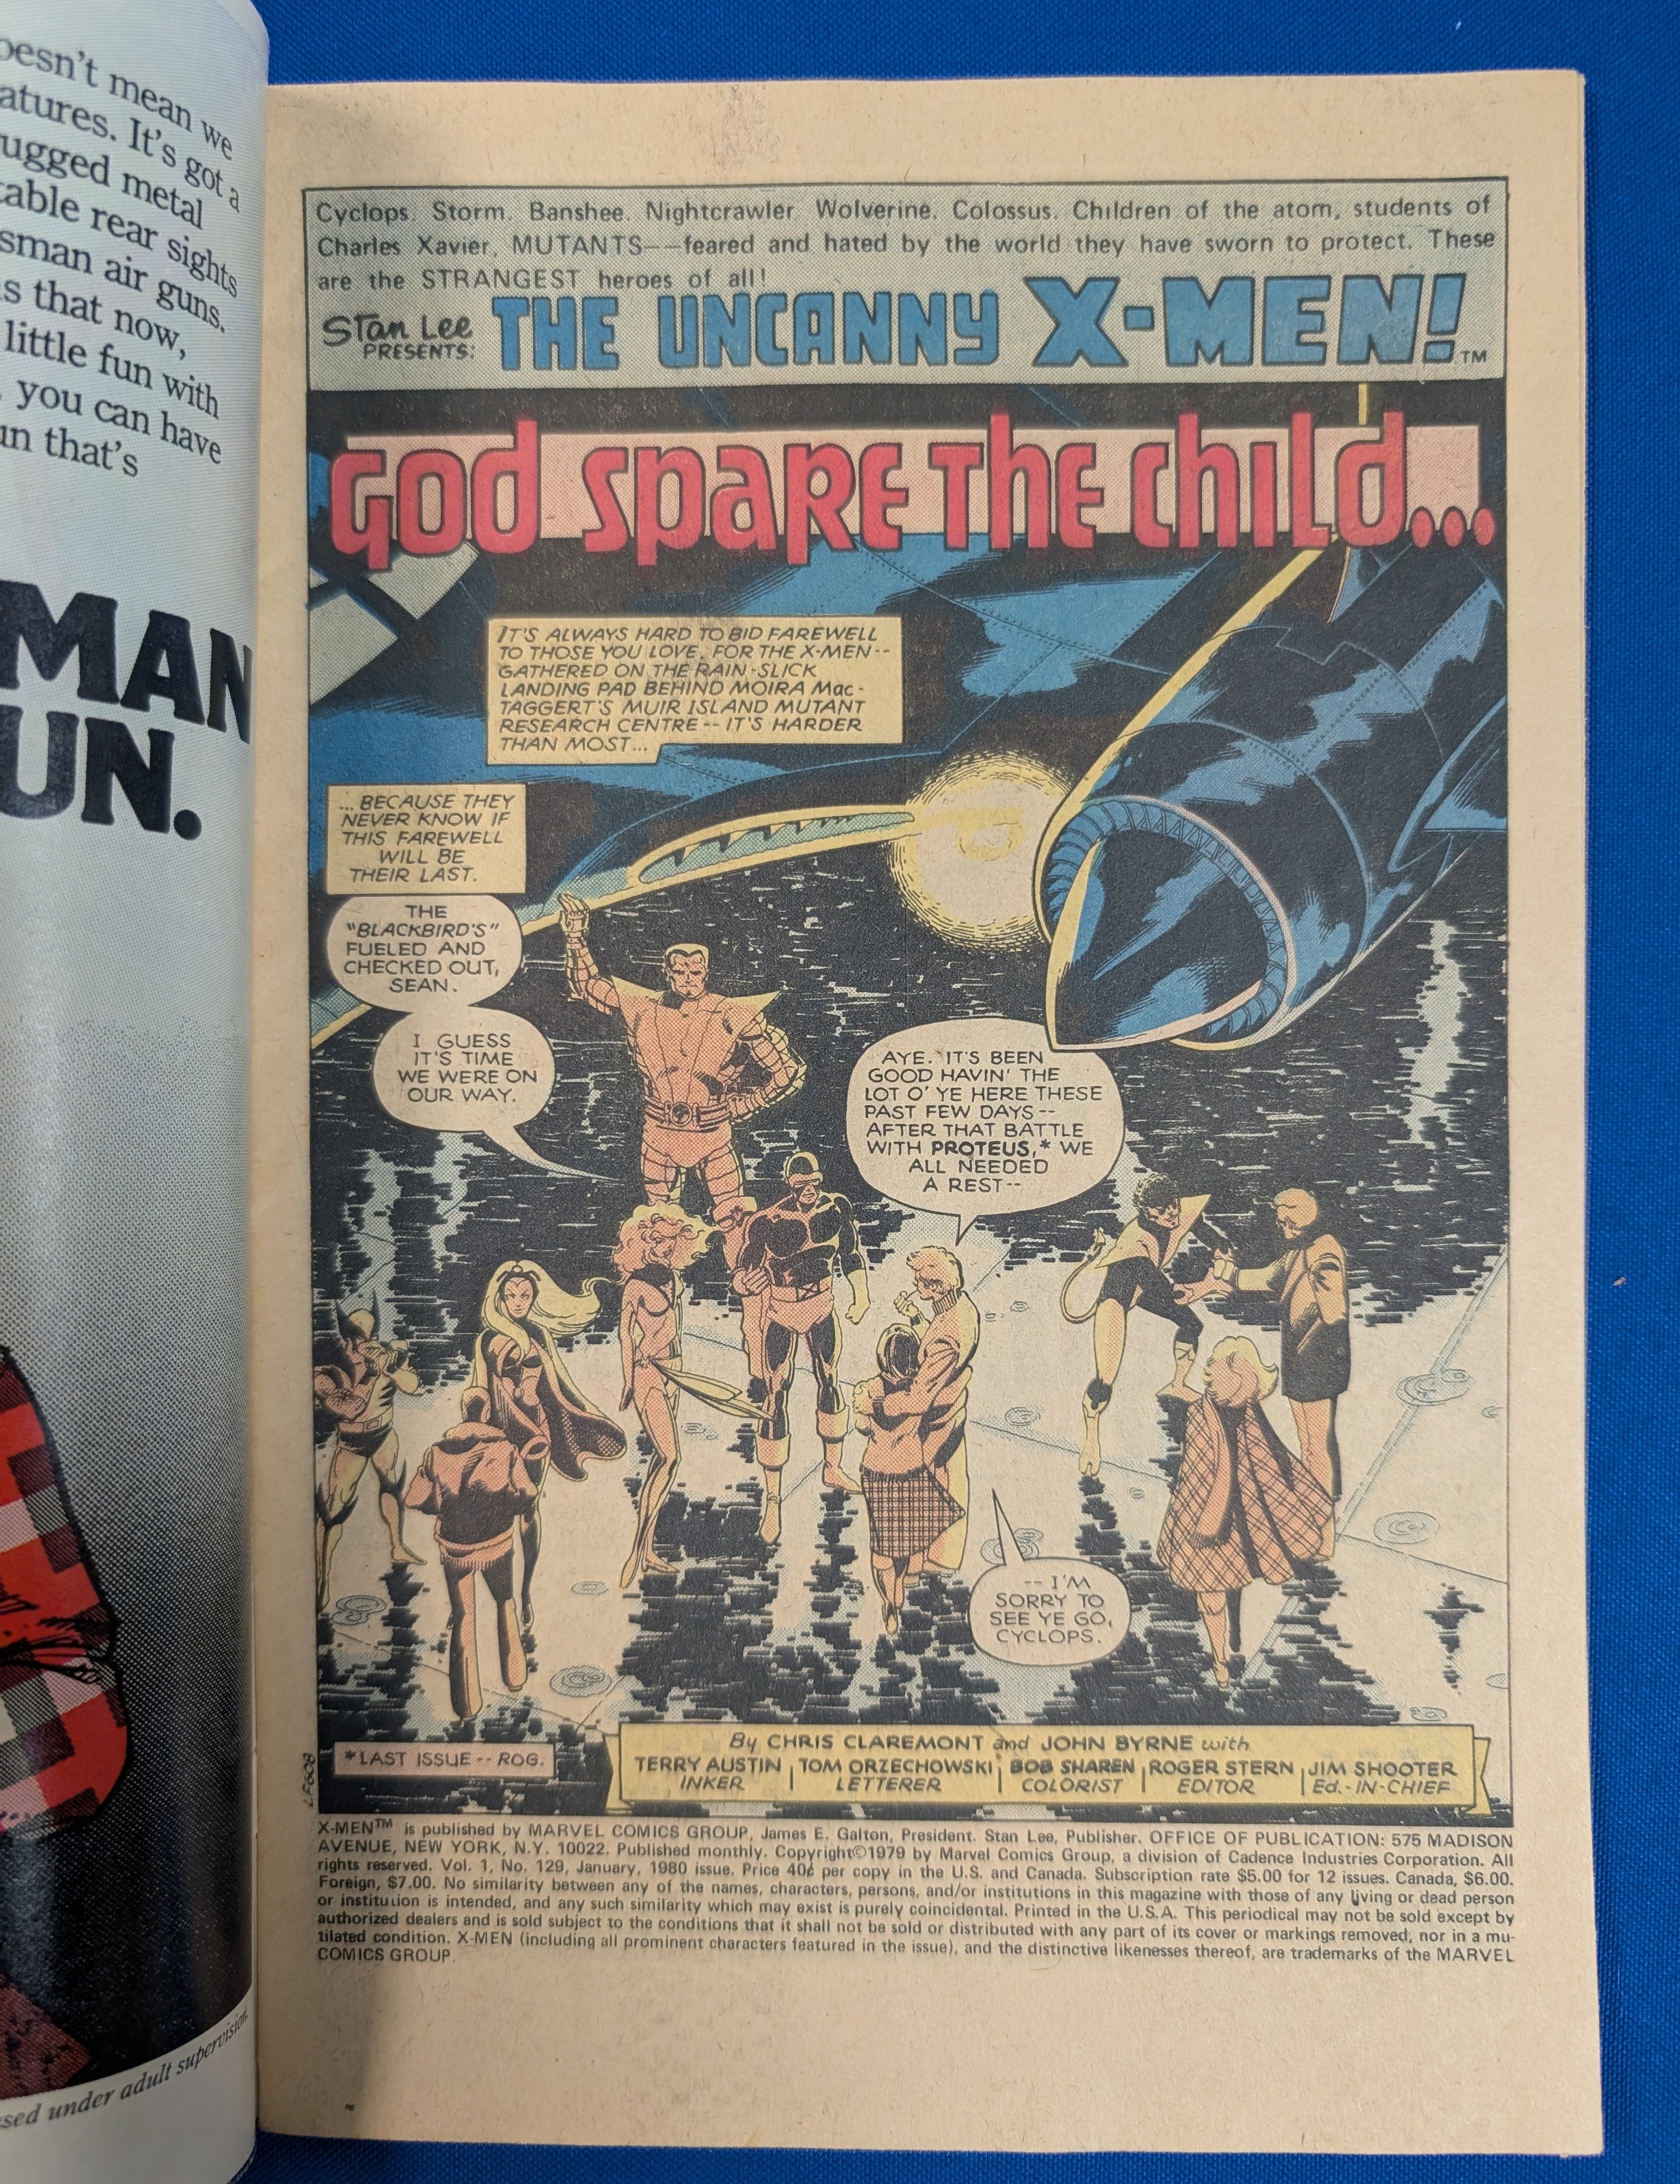 oesn't mean we
atures. It's got a
ugged metal
table rear sights
sman air guns.
s that now,
little fun with
, you can have
un that's
MAN
UN.
sed under adult supervision.
Cyclops. Storm. Banshee. Nightcrawler. Wolverine. Colossus. Children of the atom, students of
Charles Xavier, MUTANTS––feared and hated by the world they have sworn to protect. These
are the STRANGEST heroes of all!
Stan Lee
PRESENTS:
THE UNCANNY X-MEN!™
GOD SPARE THE CHILD...
IT'S ALWAYS HARD TO BID FAREWELL
TO THOSE YOU LOVE. FOR THE X-MEN--
GATHERED ON THE RAIN-SLICK
LANDING PAD BEHIND MOIRA Mac-
TAGGERT'S MUIR ISLAND MUTANT
RESEARCH CENTRE -- IT'S HARDER
THAN MOST...
... BECAUSE THEY
NEVER KNOW IF
THIS FAREWELL
WILL BE
THEIR LAST.
THE
"BLACKBIRD'S"
FUELED AND
CHECKED OUT,
SEAN.
I GUESS
IT'S TIME
WE WERE ON
OUR WAY.
AYE. IT'S BEEN
GOOD HAVIN' THE
LOT O' YE HERE THESE
PAST FEW DAYS --
AFTER THAT BATTLE
WITH PROTEUS,* WE
ALL NEEDED
A REST--
-- I'M
SORRY TO
SEE YE GO,
CYCLOPS.
*LAST ISSUE -- ROG.
By CHRIS CLAREMONT and JOHN BYRNE with
TERRY AUSTIN | TOM ORZECHOWSKI | BOB SHAREN | ROGER STERN | JIM SHOOTER
INKER | LETTERER | COLORIST | EDITOR | Ed.-IN-CHIEF
X-MEN™ is published by MARVEL COMICS GROUP, James E. Galton, President. Stan Lee, Publisher. OFFICE OF PUBLICATION: 575 MADISON
AVENUE, NEW YORK, N.Y. 10022. Published monthly. Copyright©1979 by Marvel Comics Group, a division of Cadence Industries Corporation. All
rights reserved. Vol. 1, No. 129, January, 1980 issue. Price 40¢ per copy in the U.S. and Canada. Subscription rate $5.00 for 12 issues. Canada, $6.00.
Foreign, $7.00. No similarity between any of the names, characters, persons, and/or institutions in this magazine with those of any living or dead person
or institution is intended, and any such similarity which may exist is purely coincidental. Printed in the U.S.A. This periodical may not be sold except by
authorized dealers and is sold subject to the conditions that it shall not be sold or distributed with any part of its cover or markings removed, nor in a mu-
tilated condition. X-MEN (including all prominent characters featured in the issue), and the distinctive likenesses thereof, are trademarks of the MARVEL
COMICS GROUP.